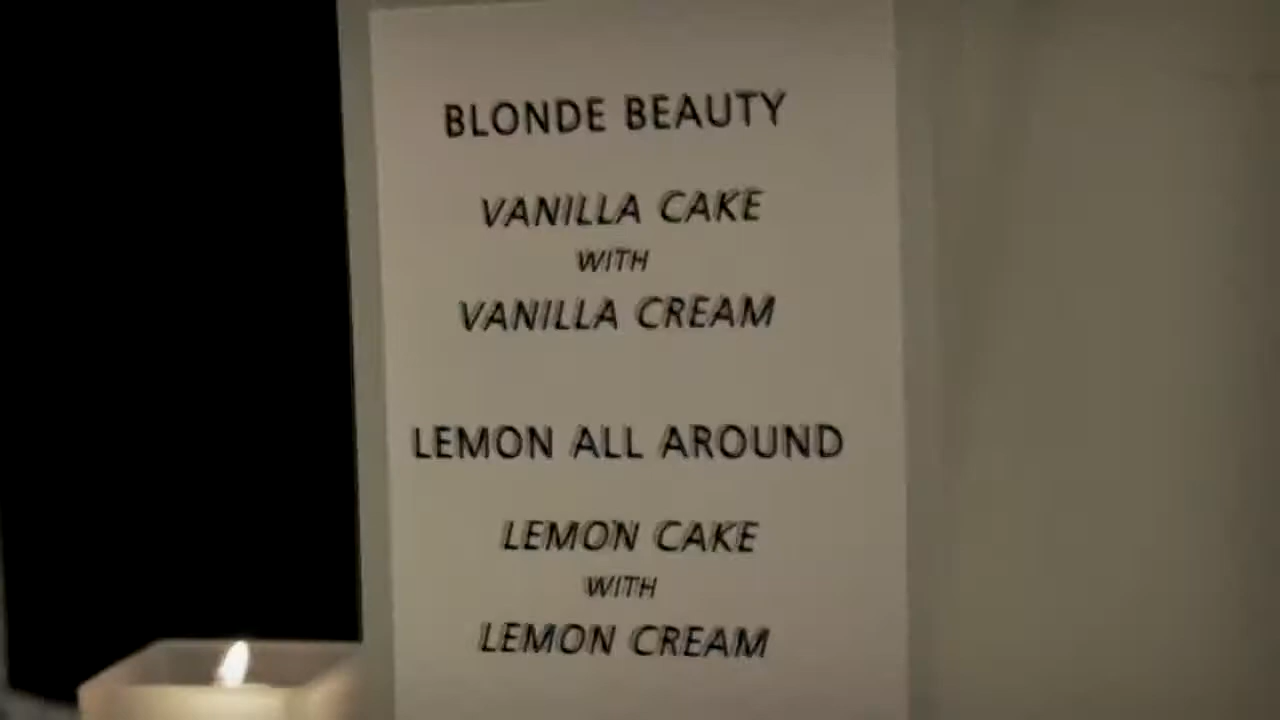 BLONDE BEAUTY
VANILLA CAKE
WITH
VANILLA CREAM
LEMON ALL AROUND
LEMON CAKE
WITH
LEMON CREAM